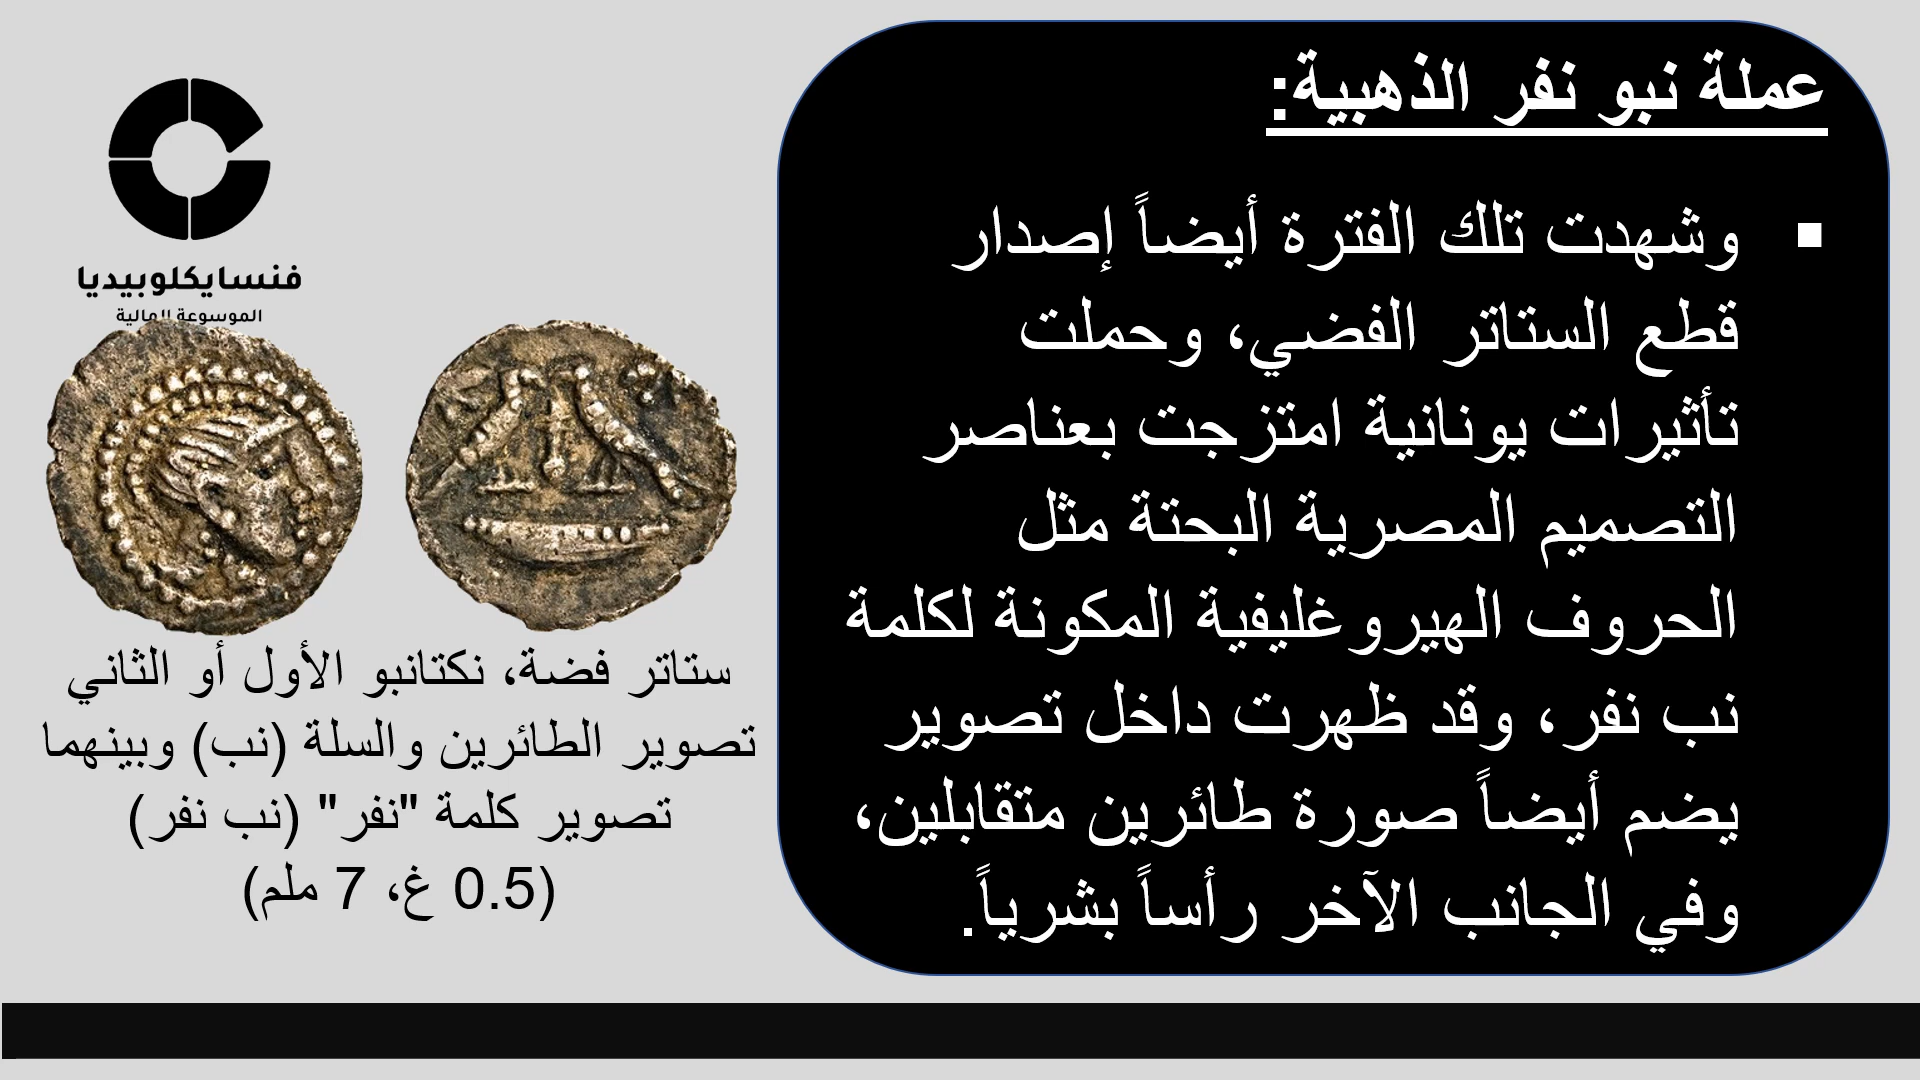 عملة نبو نفر الذهبية:
▪ وشهدت تلك الفترة أيضاً إصدار
قطع الستاتر الفضي، وحملت
تأثيرات يونانية امتزجت بعناصر
التصميم المصرية البحتة مثل
الحروف الهيروغليفية المكونة لكلمة
نب نفر، وقد ظهرت داخل تصوير
يضم أيضاً صورة طائرين متقابلين،
وفي الجانب الآخر رأساً بشرياً.
فنسايكلوبيديا
الموسوعة المالية
ستاتر فضة، نكتانبو الأول أو الثاني
تصوير الطائرين والسلة (نب) وبينهما
تصوير كلمة "نفر" (نب نفر)
(0.5 غ، 7 ملم)